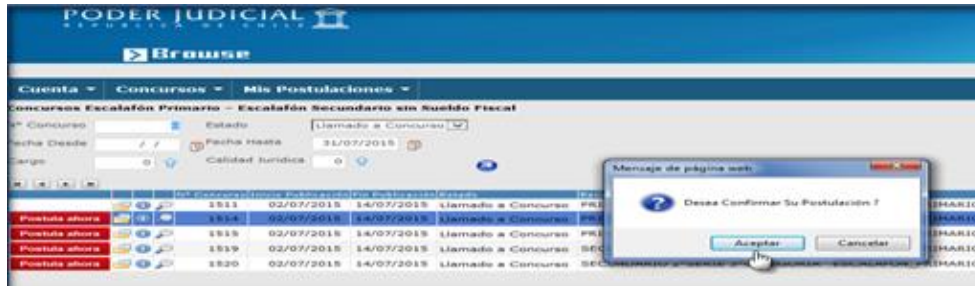 PODER JUDICIAL
REPUBLICA DE CHILE
Browse
Cuenta Concursos Mis Postulaciones
Concursos Escalafón Primario - Escalafón Secundario sin Sueldo Fiscal
Nº Concurso Estado Llamado a Concurso
Fecha Desde / / Fecha Hasta 31/07/2015
Cargo 0 Calidad Jurídica 0
Mensaje de página web
Desea Confirmar Su Postulación ?
Aceptar Cancelar
Nº Concurso Inicio Publicación Fin Publicación Estado
1511 02/07/2015 14/07/2015 Llamado a Concurso
Postula ahora 1514 02/07/2015 14/07/2015 Llamado a Concurso
Postula ahora 1515 02/07/2015 14/07/2015 Llamado a Concurso
Postula ahora 1519 02/07/2015 14/07/2015 Llamado a Concurso
Postula ahora 1520 02/07/2015 14/07/2015 Llamado a Concurso